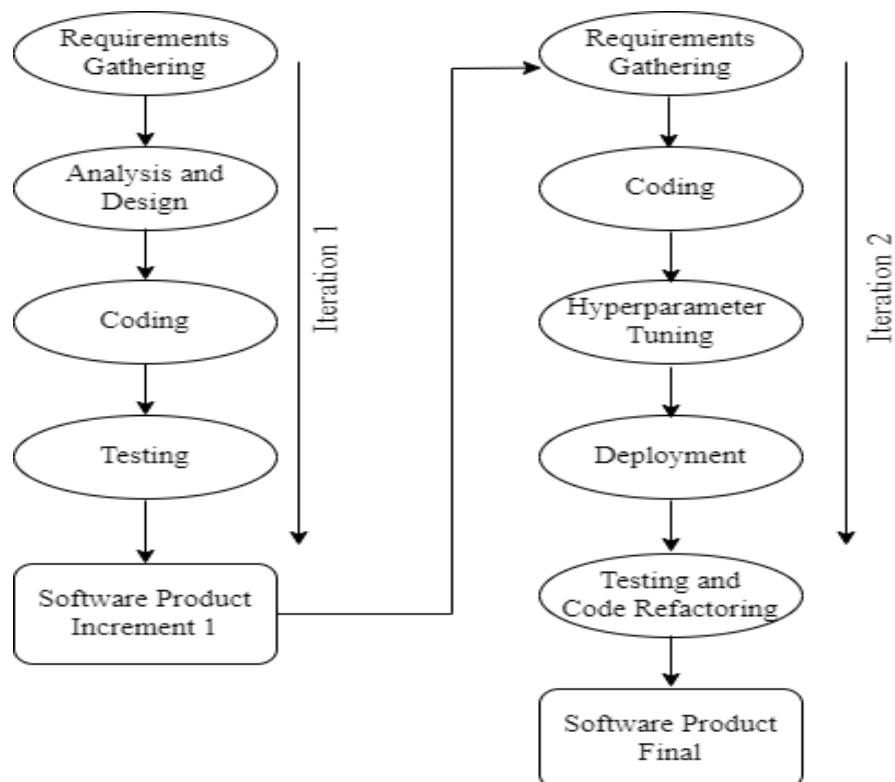 Requirements
Gathering
Analysis and
Design
Coding
Testing
Software Product
Increment 1
Iteration 1
Requirements
Gathering
Coding
Hyperparameter
Tuning
Deployment
Testing and
Code Refactoring
Software Product
Final
Iteration 2